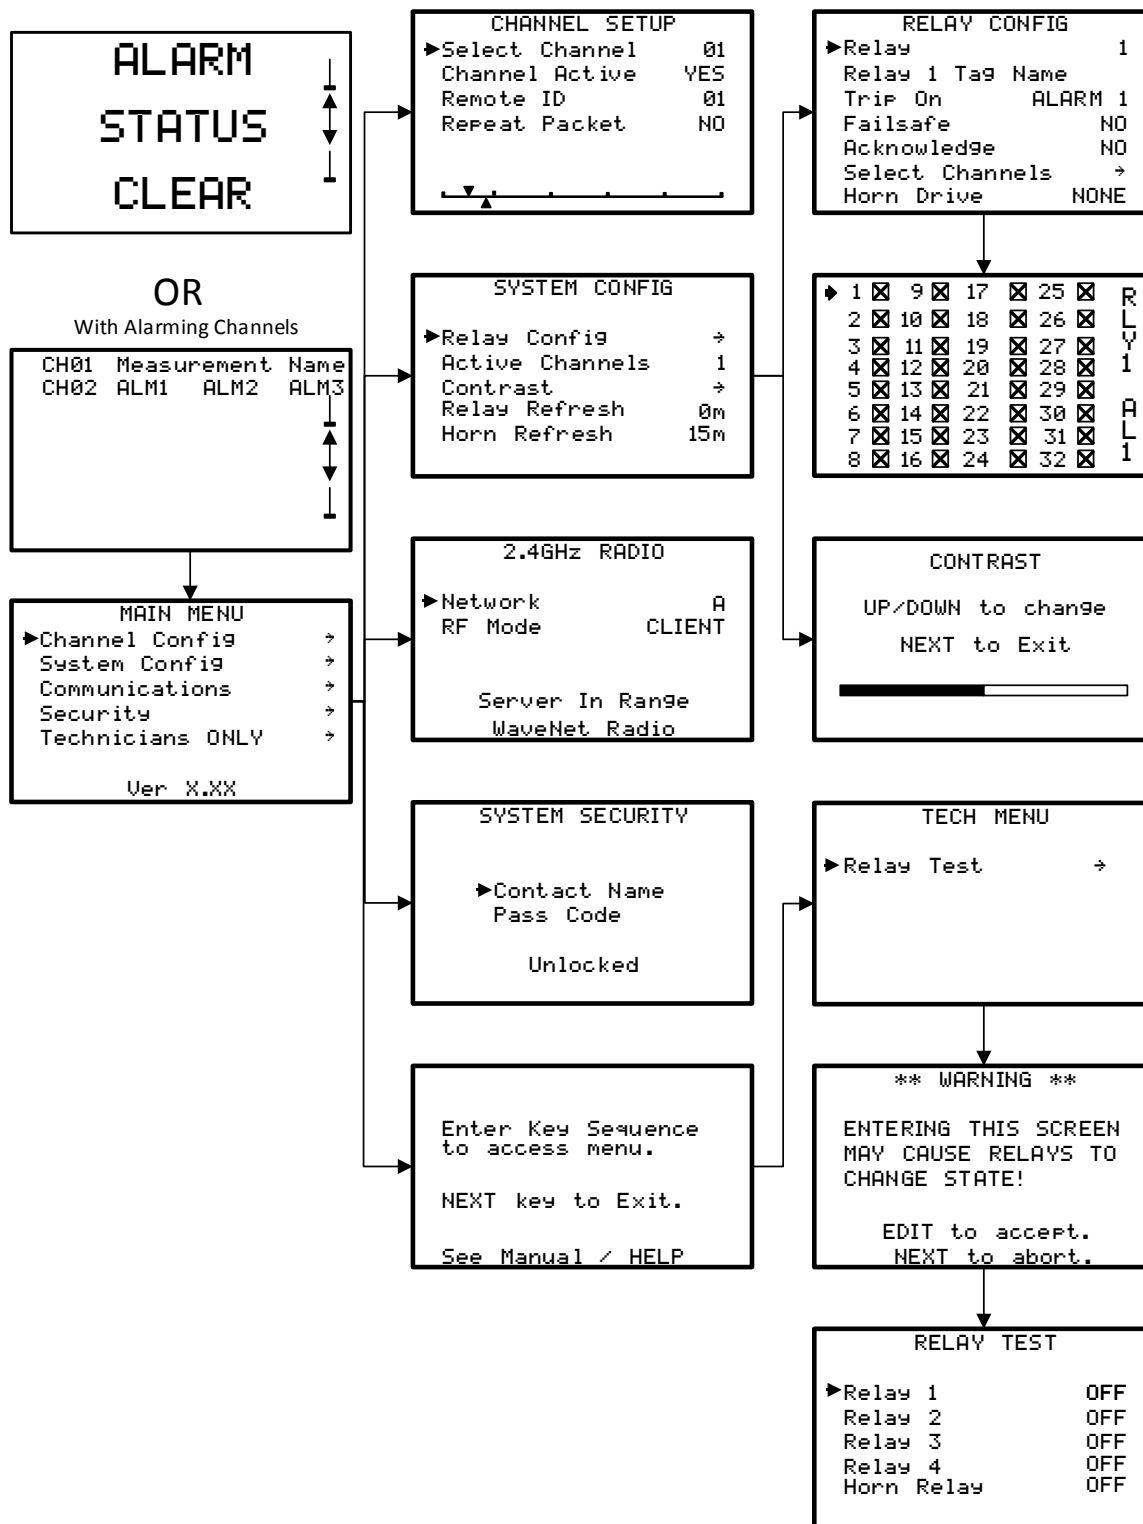 ALARM
STATUS
CLEAR
OR
With Alarming Channels
CH01 Measurement Name
CH02 ALM1 ALM2 ALM3
MAIN MENU
Channel Config
System Config
Communications
Security
Technicians ONLY
Ver X.XX
CHANNEL SETUP
Select Channel 01
Channel Active YES
Remote ID 01
Repeat Packet NO
SYSTEM CONFIG
Relay Config
Active Channels 1
Contrast
Relay Refresh 0m
Horn Refresh 15m
2.4GHz RADIO
Network A
RF Mode CLIENT
Server In Range
WaveNet Radio
SYSTEM SECURITY
Contact Name
Pass Code
Unlocked
Enter Key Sequence
to access menu.
NEXT key to Exit.
See Manual / HELP
RELAY CONFIG
Relay 1
Relay 1 Tag Name
Trip On ALARM 1
Failsafe NO
Acknowledge NO
Select Channels
Horn Drive NONE
1 9 17 25
2 10 18 26
3 11 19 27
4 12 20 28
5 13 21 29
6 14 22 30
7 15 23 31
8 16 24 32
RLY1 AL1
CONTRAST
UP/DOWN to change
NEXT to Exit
TECH MENU
Relay Test
** WARNING **
ENTERING THIS SCREEN
MAY CAUSE RELAYS TO
CHANGE STATE!
EDIT to accept.
NEXT to abort.
RELAY TEST
Relay 1 OFF
Relay 2 OFF
Relay 3 OFF
Relay 4 OFF
Horn Relay OFF